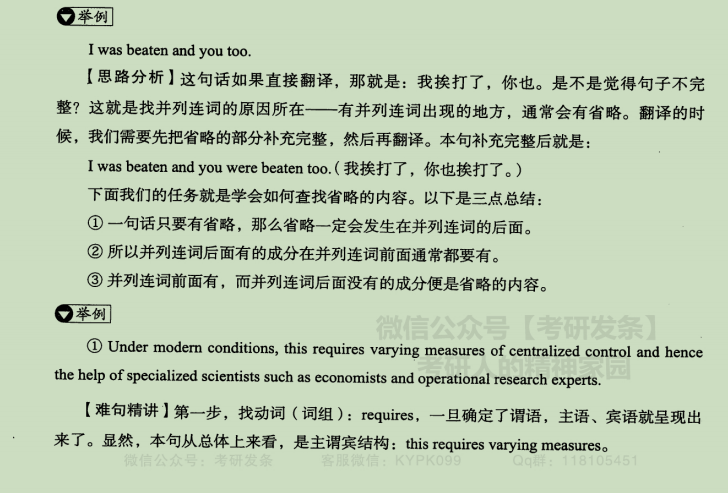 举例
I was beaten and you too.
【思路分析】这句话如果直接翻译，那就是：我挨打了，你也。是不是觉得句子不完
整？这就是找并列连词的原因所在——有并列连词出现的地方，通常会有省略。翻译的时
候，我们需要先把省略的部分补充完整，然后再翻译。本句补充完整后就是：
I was beaten and you were beaten too.（我挨打了，你也挨打了。）
下面我们的任务就是学会如何查找省略的内容。以下是三点总结：
① 一句话只要有省略，那么省略一定会发生在并列连词的后面。
② 所以并列连词后面有的成分在并列连词前面通常都要有。
③ 并列连词前面有，而并列连词后面没有的成分便是省略的内容。
举例
微信公众号【考研发条】
① Under modern conditions, this requires varying measures of centralized control and hence
考研人的精神家园
the help of specialized scientists such as economists and operational research experts.
【难句精讲】第一步，找动词（词组）：requires，一旦确定了谓语，主语、宾语就呈现出
来了。显然，本句从总体上来看，是主谓宾结构：this requires varying measures。
微信公众号：考研发条 客服微信：KYPK099 Qq群：118105451